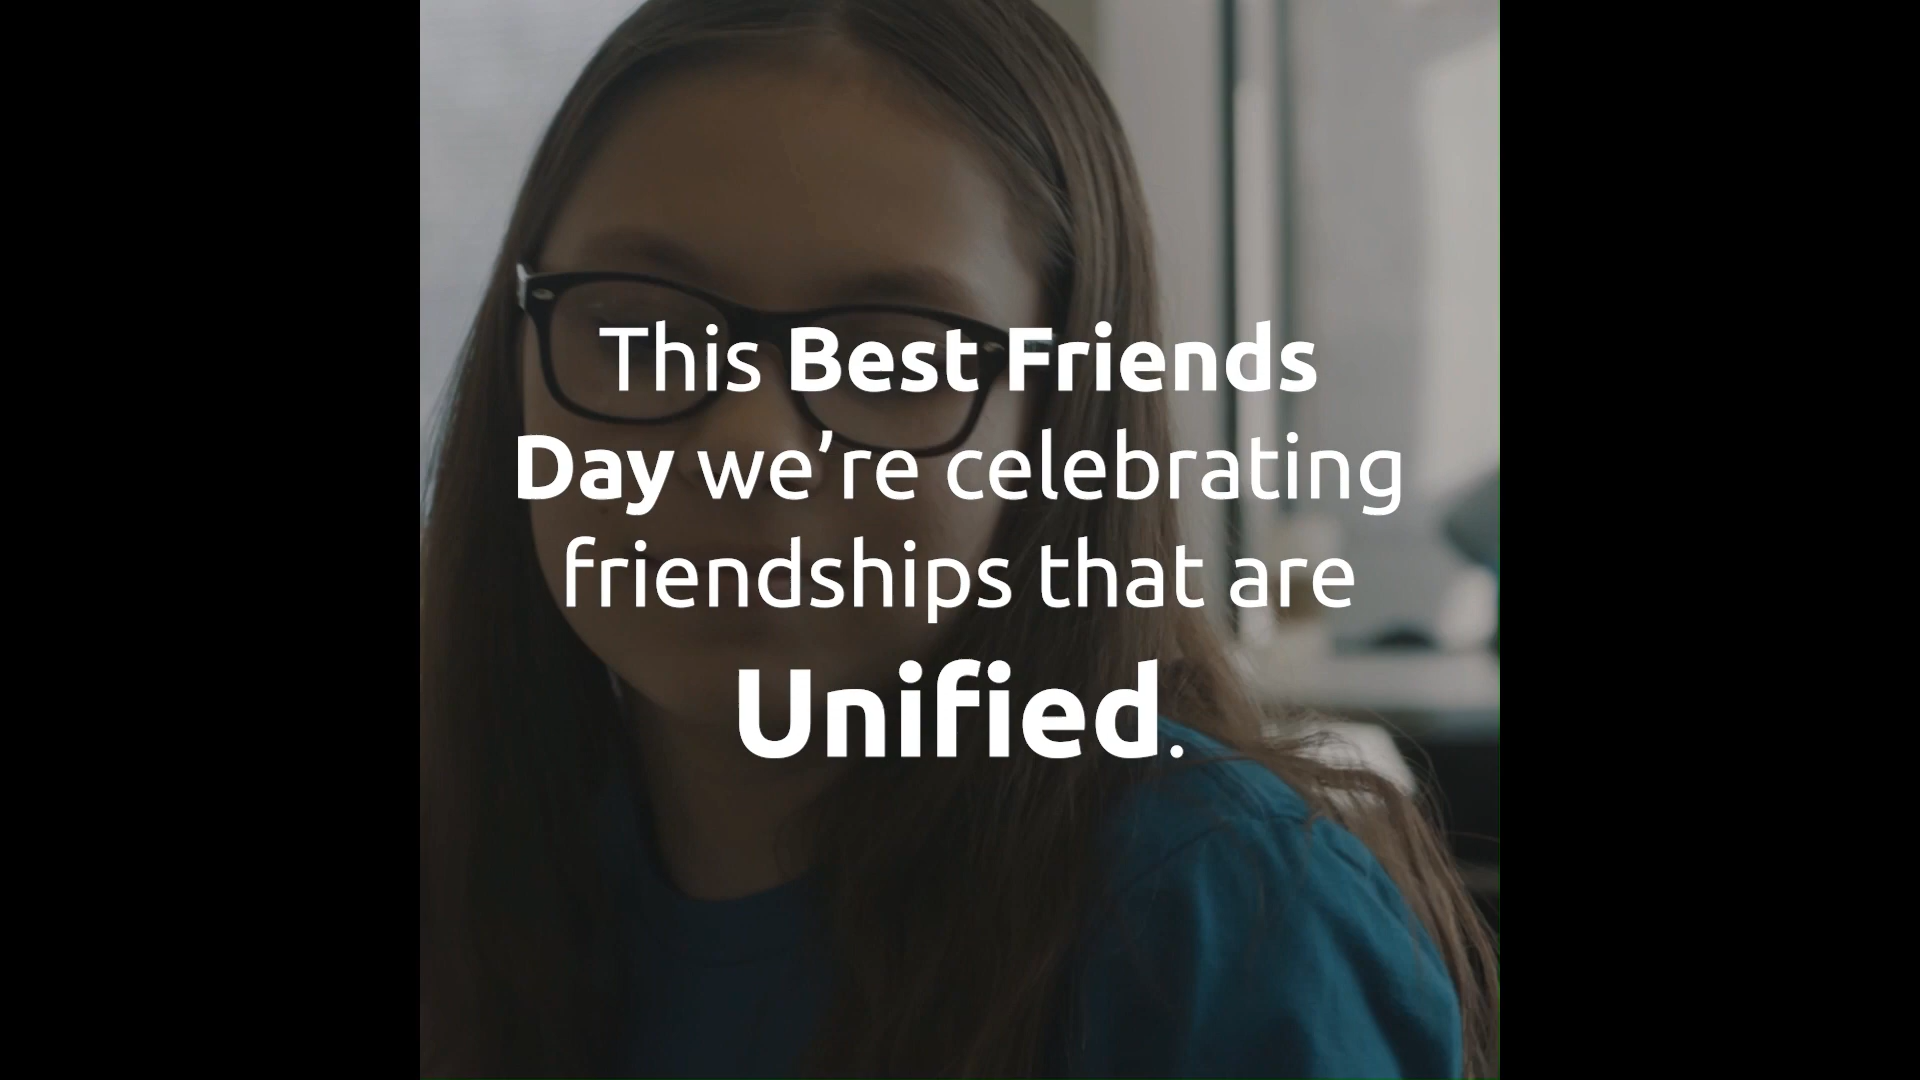 This Best Friends
Day we’re celebrating
friendships that are
Unified.